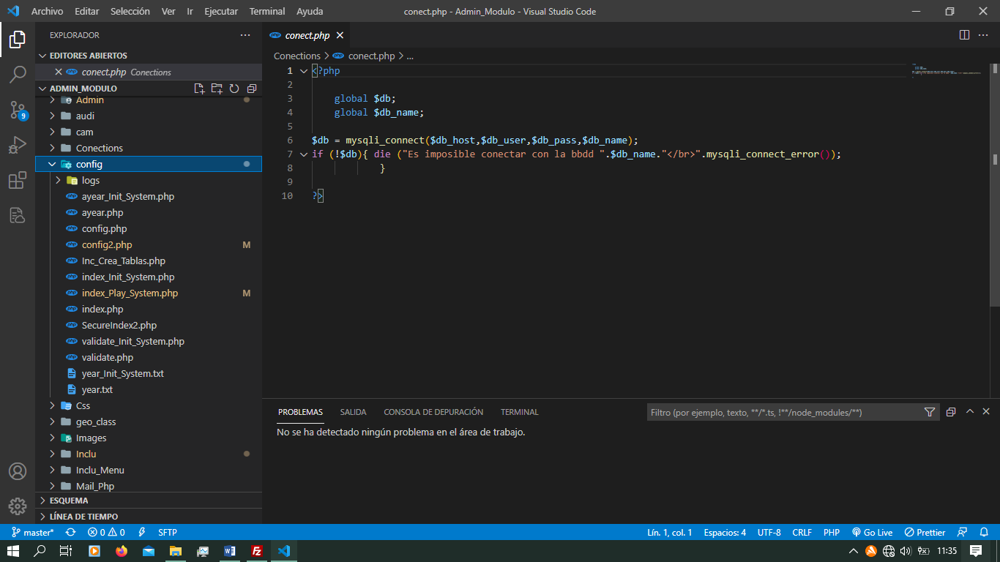 Archivo Editar Selección Ver Ir Ejecutar Terminal Ayuda
conect.php - Admin_Modulo - Visual Studio Code
EXPLORADOR
EDITORES ABIERTOS
conect.php Conections
ADMIN_MODULO
Admin
audi
cam
Conections
config
logs
ayear_Init_System.php
ayear.php
config.php
config2.php M
Inc_Crea_Tablas.php
index_Init_System.php
index_Play_System.php M
index.php
SecureIndex2.php
validate_Init_System.php
validate.php
year_Init_System.txt
year.txt
Css
geo_class
Images
Inclu
Inclu_Menu
Mail_Php
ESQUEMA
LÍNEA DE TIEMPO
9
conect.php
Conections > conect.php > ...
1 <?php
2
3 global $db;
4 global $db_name;
5
6 $db = mysqli_connect($db_host,$db_user,$db_pass,$db_name);
7 if (!$db){ die ("Es imposible conectar con la bbdd ".$db_name."</br>".mysqli_connect_error());
8 }
9
10 ?>
PROBLEMAS SALIDA CONSOLA DE DEPURACIÓN TERMINAL
Filtro (por ejemplo, texto, **/*.ts, !**/node_modules/**)
No se ha detectado ningún problema en el área de trabajo.
master* 0 0 SFTP
Lín. 1, col. 1 Espacios: 4 UTF-8 CRLF PHP Go Live Prettier
11:35